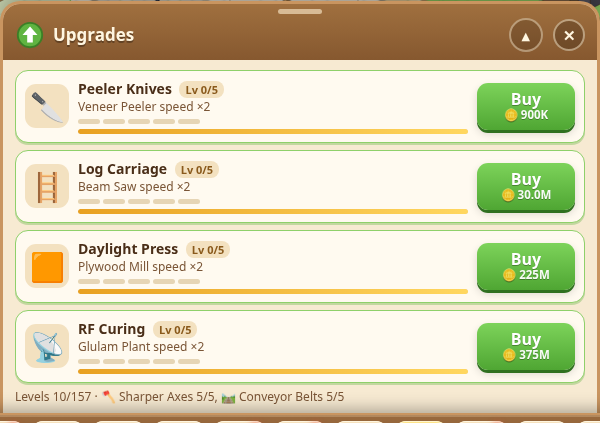 Upgrades
Peeler Knives Lv 0/5
Veneer Peeler speed ×2
Buy
900K
Log Carriage Lv 0/5
Beam Saw speed ×2
Buy
30.0M
Daylight Press Lv 0/5
Plywood Mill speed ×2
Buy
225M
RF Curing Lv 0/5
Glulam Plant speed ×2
Buy
375M
Levels 10/157 · 🪓 Sharper Axes 5/5, 🛤️ Conveyor Belts 5/5